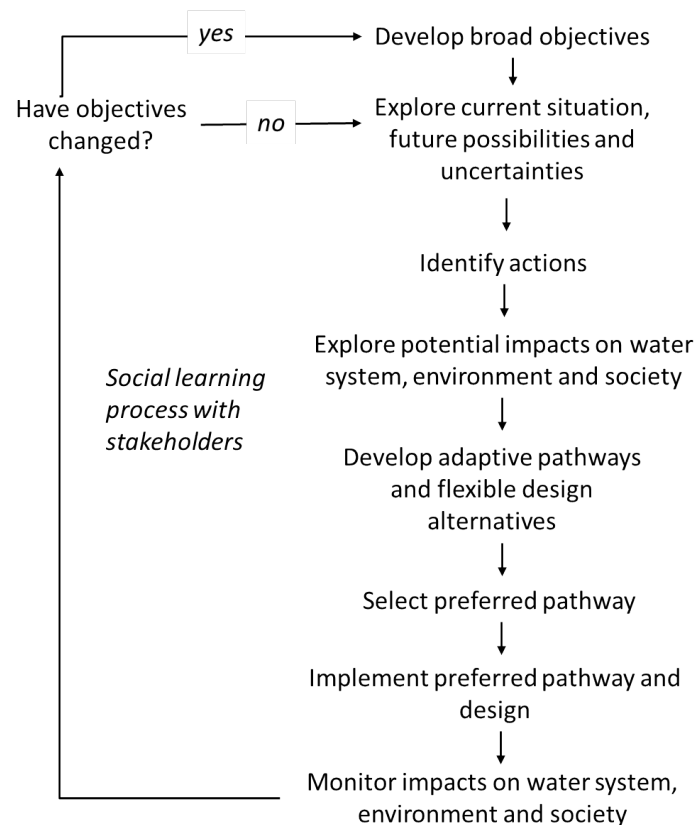 yes
Develop broad objectives
Have objectives
changed?
no
Explore current situation,
future possibilities and
uncertainties
Identify actions
Explore potential impacts on water
system, environment and society
Social learning
process with
stakeholders
Develop adaptive pathways
and flexible design
alternatives
Select preferred pathway
Implement preferred pathway and
design
Monitor impacts on water system,
environment and society